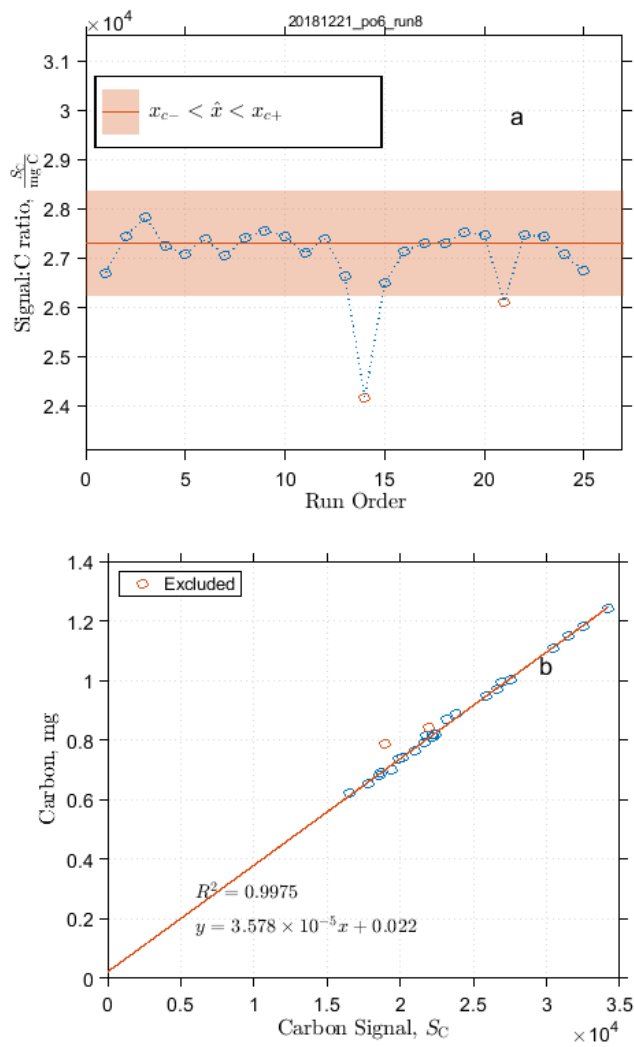 ×10⁴
20181221_po6_run8
3.1
3
2.9
2.8
2.7
2.6
2.5
2.4
x_{c−} < x̂ < x_{c+}
a
Signal:C ratio, S_C/mg C
0 5 10 15 20 25
Run Order
1.4
1.2
1
0.8
0.6
0.4
0.2
0
Excluded
b
R² = 0.9975
y = 3.578 × 10⁻⁵x + 0.022
Carbon, mg
0 0.5 1 1.5 2 2.5 3 3.5
Carbon Signal, S_C
×10⁴